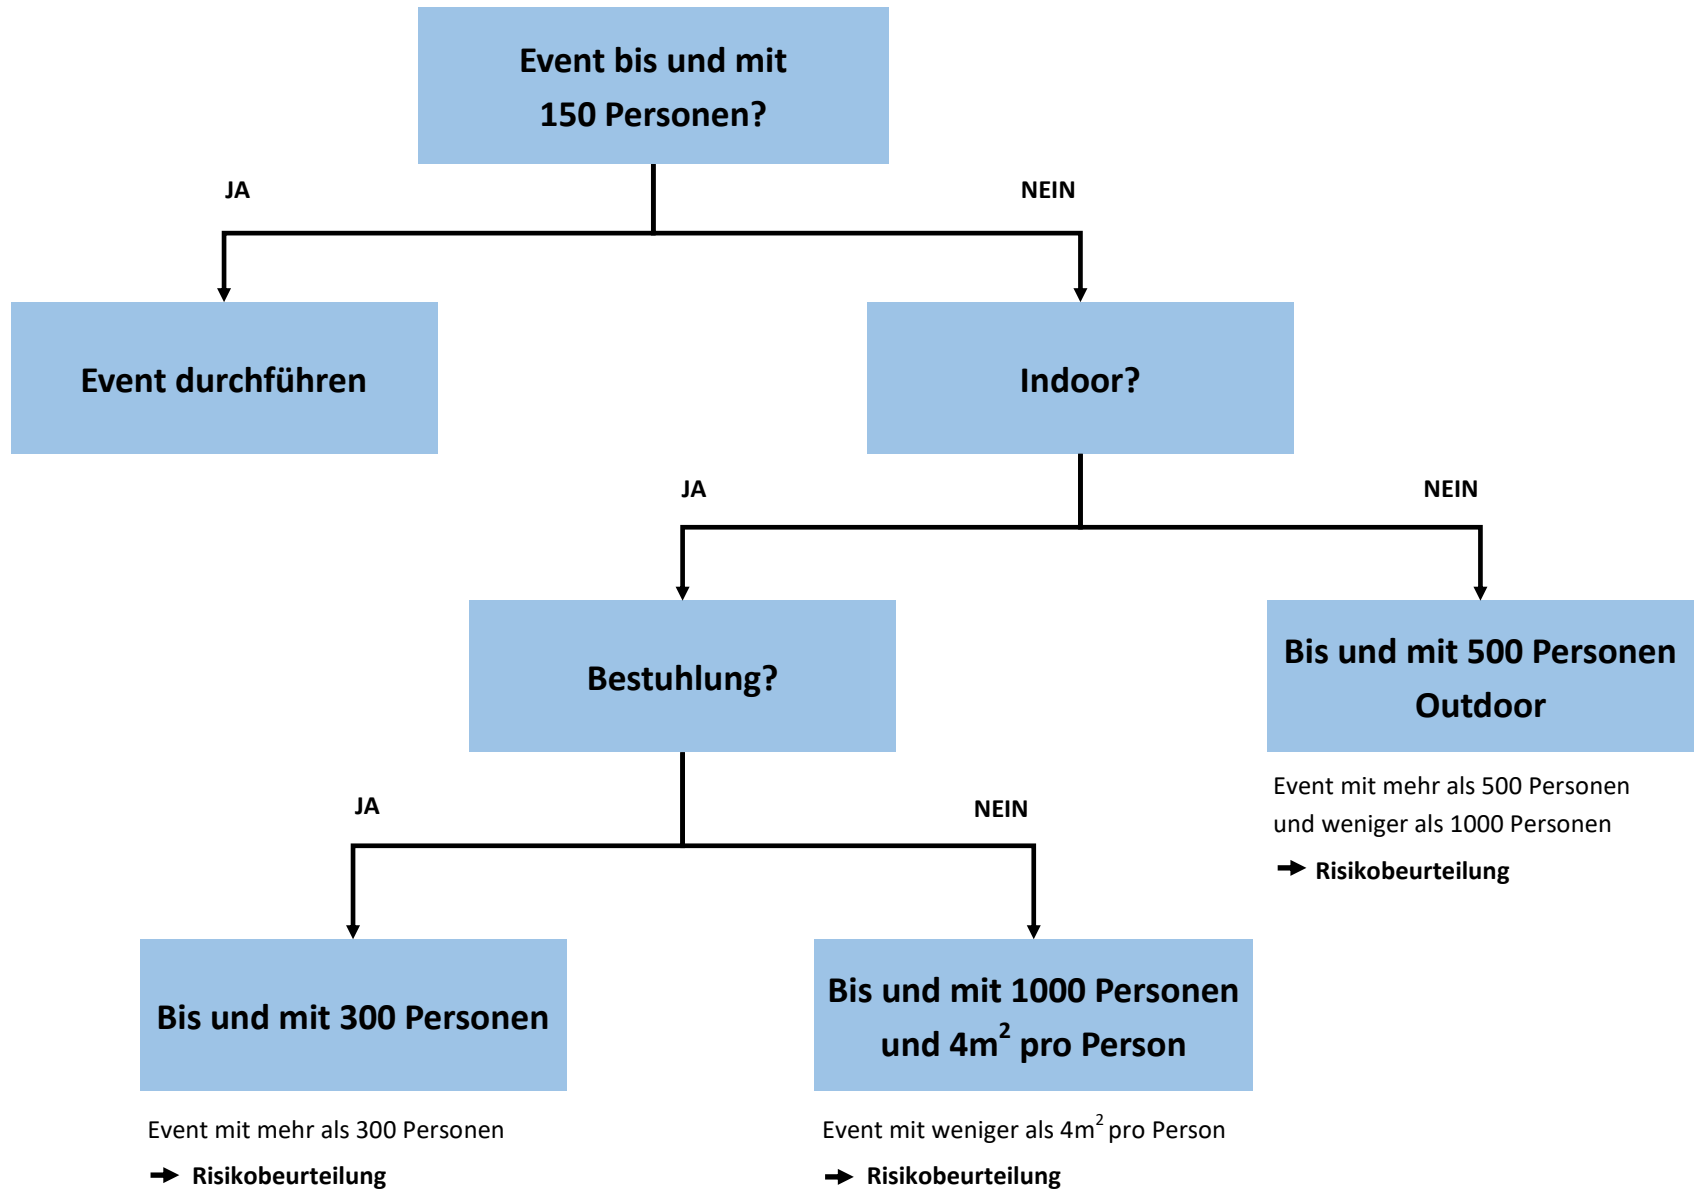 Event bis und mit
150 Personen?
JA
NEIN
Event durchführen
Indoor?
JA
NEIN
Bestuhlung?
Bis und mit 500 Personen
Outdoor
Event mit mehr als 500 Personen
und weniger als 1000 Personen
➔ Risikobeurteilung
JA
NEIN
Bis und mit 300 Personen
Event mit mehr als 300 Personen
➔ Risikobeurteilung
Bis und mit 1000 Personen
und 4m² pro Person
Event mit weniger als 4m² pro Person
➔ Risikobeurteilung